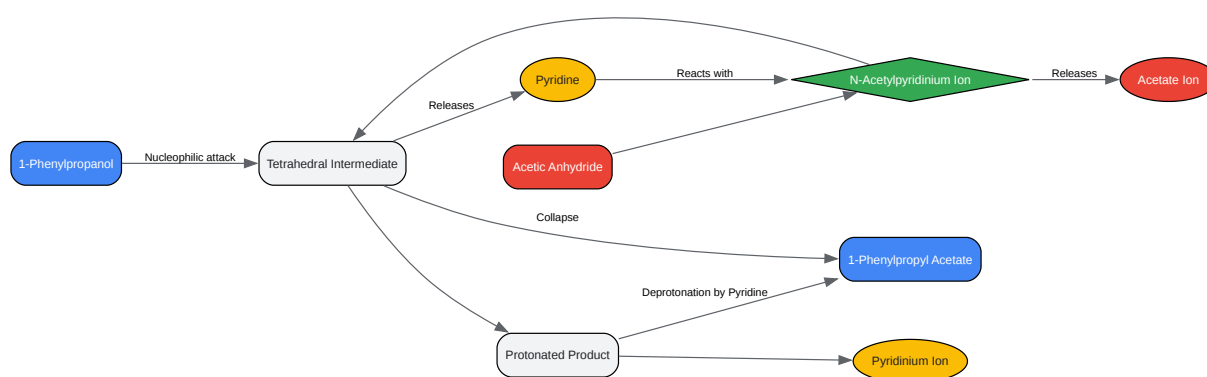 Pyridine
Reacts with
N-Acetylpyridinium Ion
Releases
Acetate Ion
Releases
1-Phenylpropanol
Nucleophilic attack
Tetrahedral Intermediate
Acetic Anhydride
Collapse
1-Phenylpropyl Acetate
Deprotonation by Pyridine
Protonated Product
Pyridinium Ion